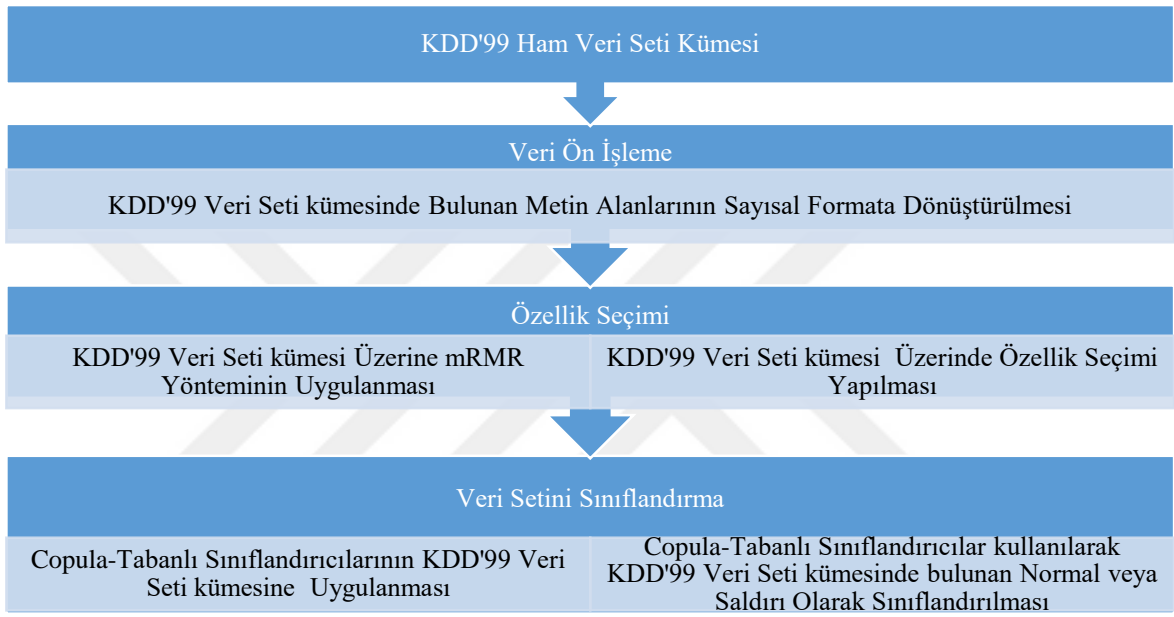 KDD'99 Ham Veri Seti Kümesi
Veri Ön İşleme
KDD'99 Veri Seti kümesinde Bulunan Metin Alanlarının Sayısal Formata Dönüştürülmesi
Özellik Seçimi
KDD'99 Veri Seti kümesi Üzerine mRMR
Yönteminin Uygulanması
KDD'99 Veri Seti kümesi Üzerinde Özellik Seçimi
Yapılması
Veri Setini Sınıflandırma
Copula-Tabanlı Sınıflandırıcılarının KDD'99 Veri
Seti kümesine Uygulanması
Copula-Tabanlı Sınıflandırıcılar kullanılarak
KDD'99 Veri Seti kümesinde bulunan Normal veya
Saldırı Olarak Sınıflandırılması